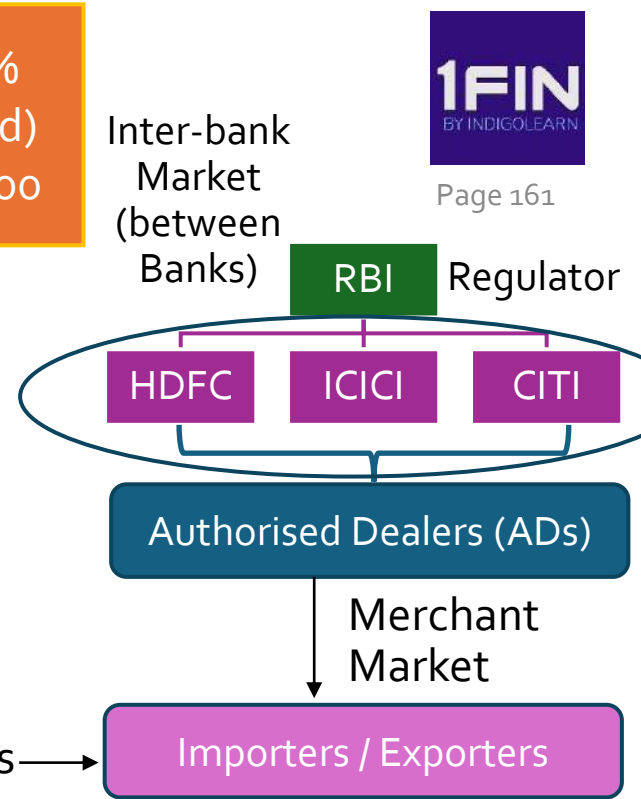 %
d)
00
1FIN
BY INDIGOLEARN
Page 161
Inter-bank
Market
(between
Banks)
RBI
Regulator
HDFC
ICICI
CITI
Authorised Dealers (ADs)
Merchant
Market
s
Importers / Exporters